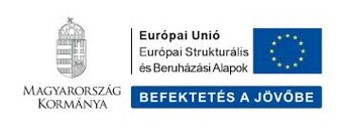 MAGYARORSZÁG
KORMÁNYA
Európai Unió
Európai Strukturális
és Beruházási Alapok
BEFEKTETÉS A JÖVŐBE